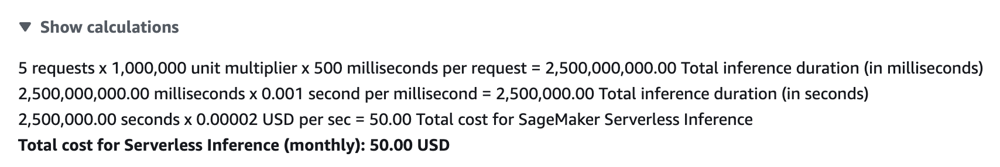 Show calculations
5 requests x 1,000,000 unit multiplier x 500 milliseconds per request = 2,500,000,000.00 Total inference duration (in milliseconds)
2,500,000,000.00 milliseconds x 0.001 second per millisecond = 2,500,000.00 Total inference duration (in seconds)
2,500,000.00 seconds x 0.00002 USD per sec = 50.00 Total cost for SageMaker Serverless Inference
Total cost for Serverless Inference (monthly): 50.00 USD